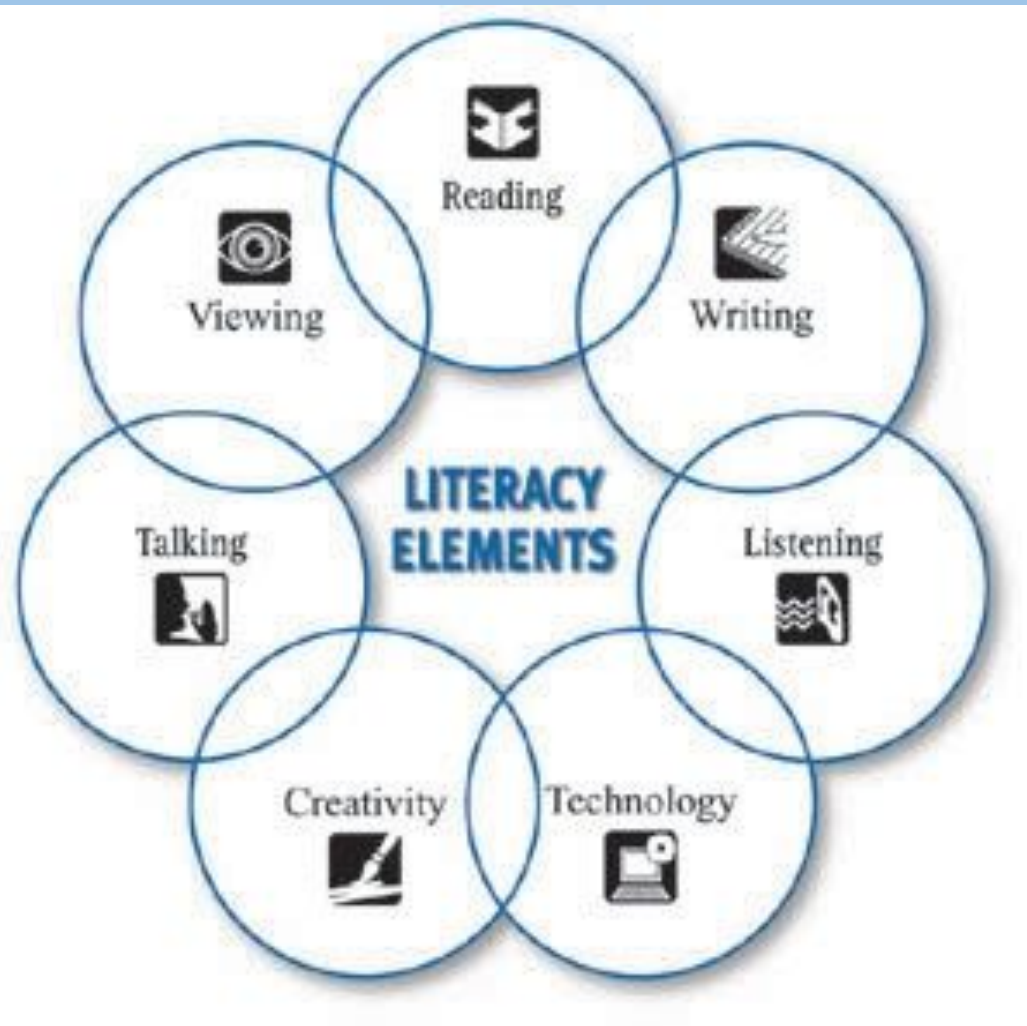 Reading
Viewing
Writing
LITERACY
ELEMENTS
Talking
Listening
Creativity
Technology